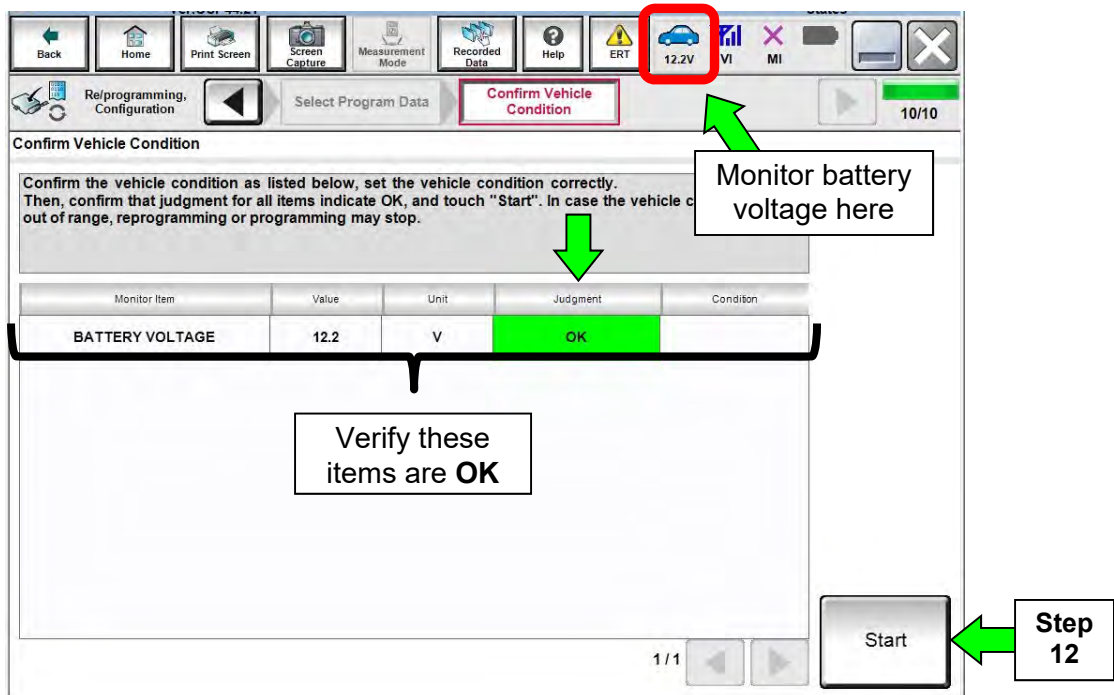 Back
Home
Print Screen
Screen
Capture
Measurement
Mode
Recorded
Data
Help
ERT
12.2V
VI
MI
Re/programming,
Configuration
Select Program Data
Confirm Vehicle
Condition
10/10
Confirm Vehicle Condition
Confirm the vehicle condition as listed below, set the vehicle condition correctly.
Then, confirm that judgment for all items indicate OK, and touch "Start". In case the vehicle c
out of range, reprogramming or programming may stop.
Monitor battery
voltage here
Monitor Item Value Unit Judgment Condition
BATTERY VOLTAGE 12.2 V OK
Verify these
items are OK
Start
Step
12
1/1